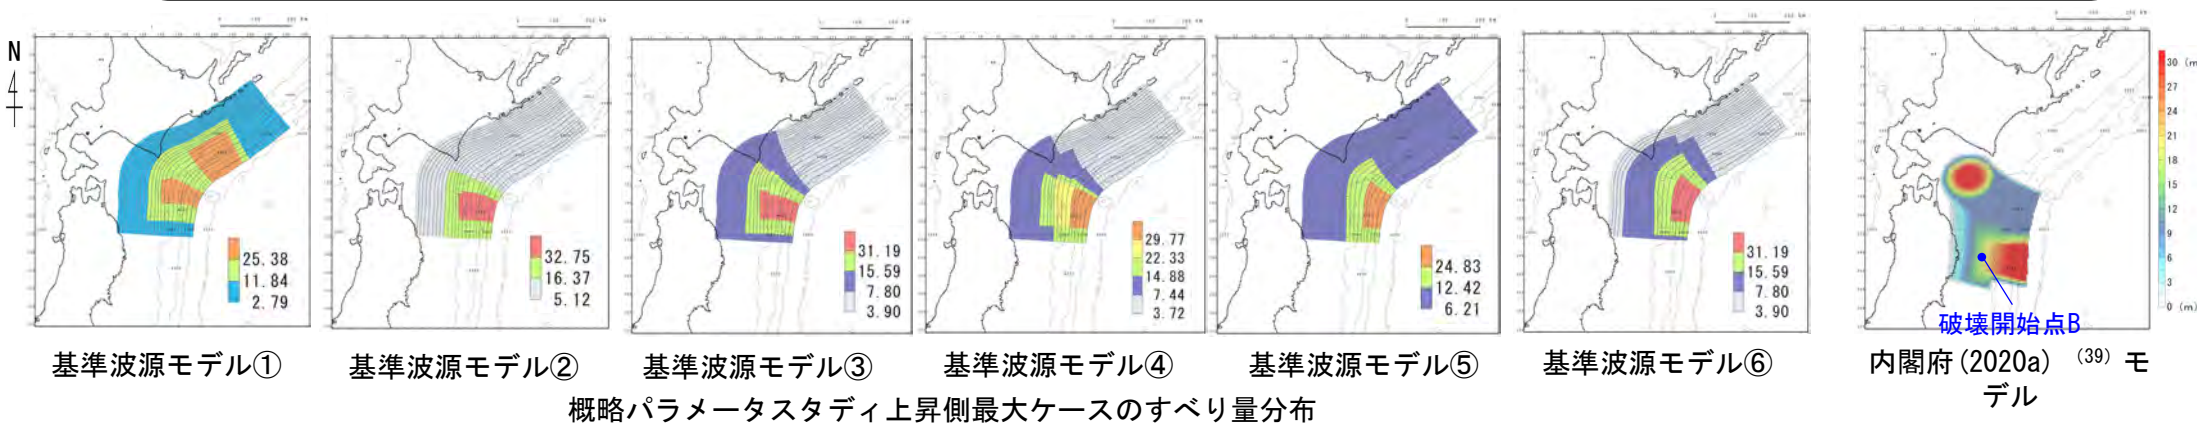 N
25.38
11.84
2.79
基準波源モデル①
32.75
16.37
5.12
基準波源モデル②
31.19
15.59
7.80
3.90
基準波源モデル③
29.77
22.33
14.88
7.44
3.72
基準波源モデル④
24.83
12.42
6.21
基準波源モデル⑤
31.19
15.59
7.80
3.90
基準波源モデル⑥
30 (m)
27
24
21
18
15
12
9
6
3
0 (m)
破壊開始点B
内閣府(2020a) (39) モ
デル
概略パラメータスタディ上昇側最大ケースのすべり量分布